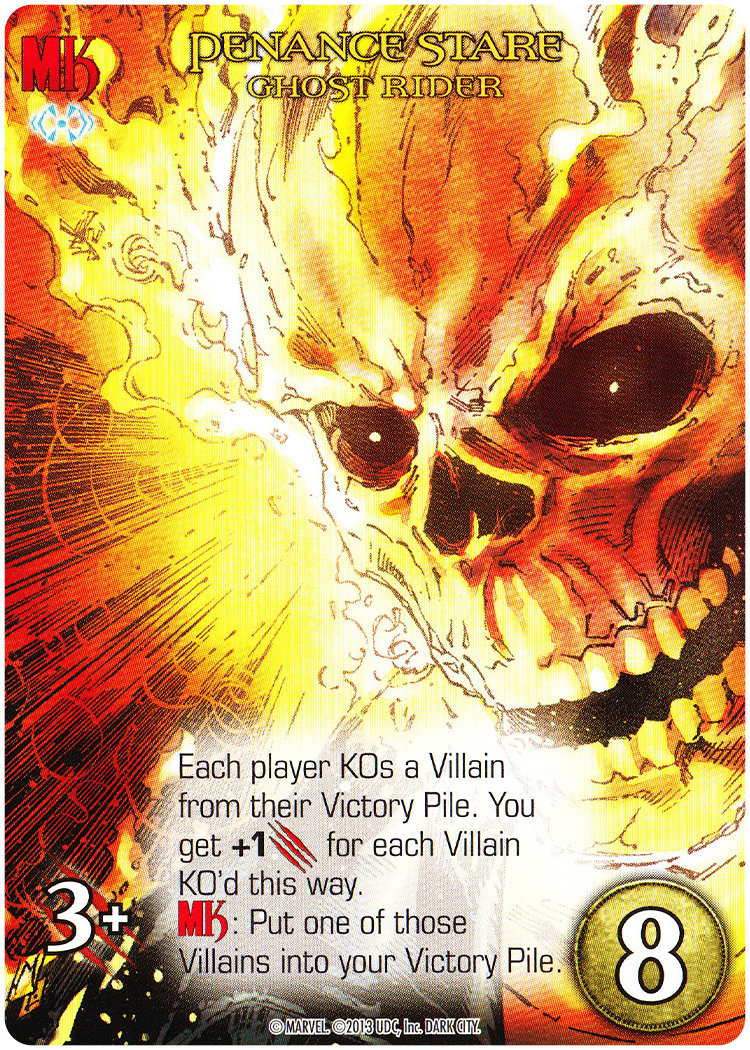 MK
PENANCE STARE
GHOST RIDER
Each player KOs a Villain
from their Victory Pile. You
get +1 for each Villain
KO'd this way.
MK: Put one of those
Villains into your Victory Pile.
3+
8
© MARVEL. ©2013 UDC, Inc. DARK CITY.